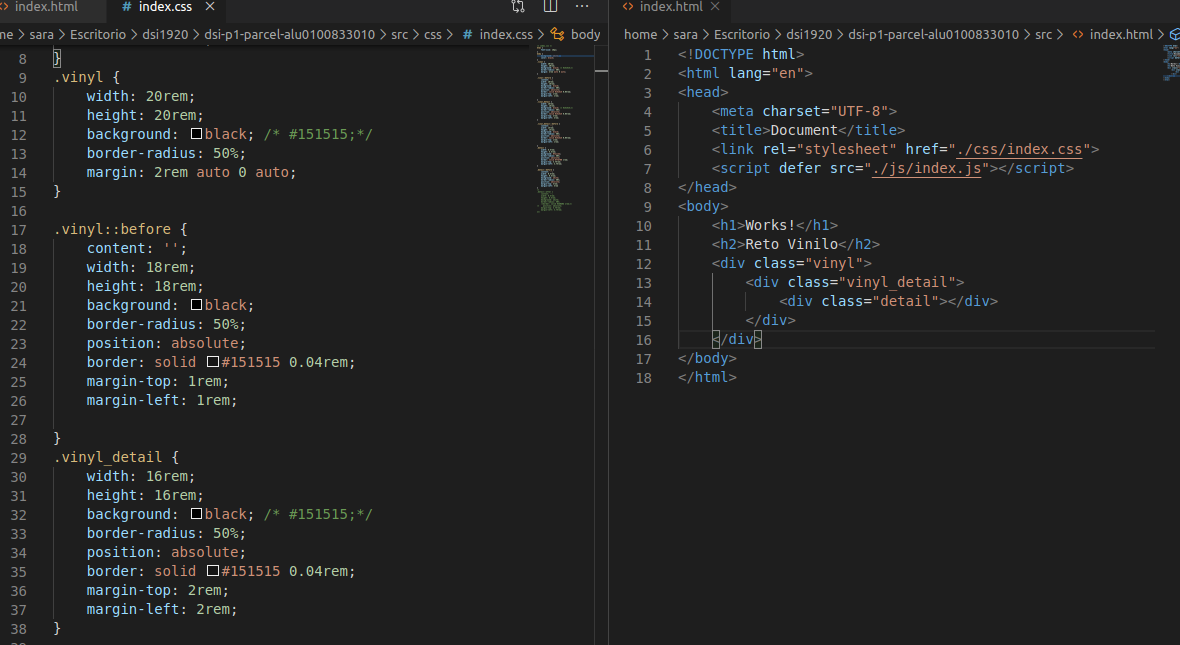 index.html
# index.css ×
me > sara > Escritorio > dsi1920 > dsi-p1-parcel-alu0100833010 > src > css > # index.css > body
8 }
9 .vinyl {
10 width: 20rem;
11 height: 20rem;
12 background: black; /* #151515;*/
13 border-radius: 50%;
14 margin: 2rem auto 0 auto;
15 }
16
17 .vinyl::before {
18 content: '';
19 width: 18rem;
20 height: 18rem;
21 background: black;
22 border-radius: 50%;
23 position: absolute;
24 border: solid #151515 0.04rem;
25 margin-top: 1rem;
26 margin-left: 1rem;
27
28 }
29 .vinyl_detail {
30 width: 16rem;
31 height: 16rem;
32 background: black; /* #151515;*/
33 border-radius: 50%;
34 position: absolute;
35 border: solid #151515 0.04rem;
36 margin-top: 2rem;
37 margin-left: 2rem;
38 }
<> index.html ×
home > sara > Escritorio > dsi1920 > dsi-p1-parcel-alu0100833010 > src > <> index.html >
1 <!DOCTYPE html>
2 <html lang="en">
3 <head>
4 <meta charset="UTF-8">
5 <title>Document</title>
6 <link rel="stylesheet" href="./css/index.css">
7 <script defer src="./js/index.js"></script>
8 </head>
9 <body>
10 <h1>Works!</h1>
11 <h2>Reto Vinilo</h2>
12 <div class="vinyl">
13 <div class="vinyl_detail">
14 <div class="detail"></div>
15 </div>
16 </div>
17 </body>
18 </html>